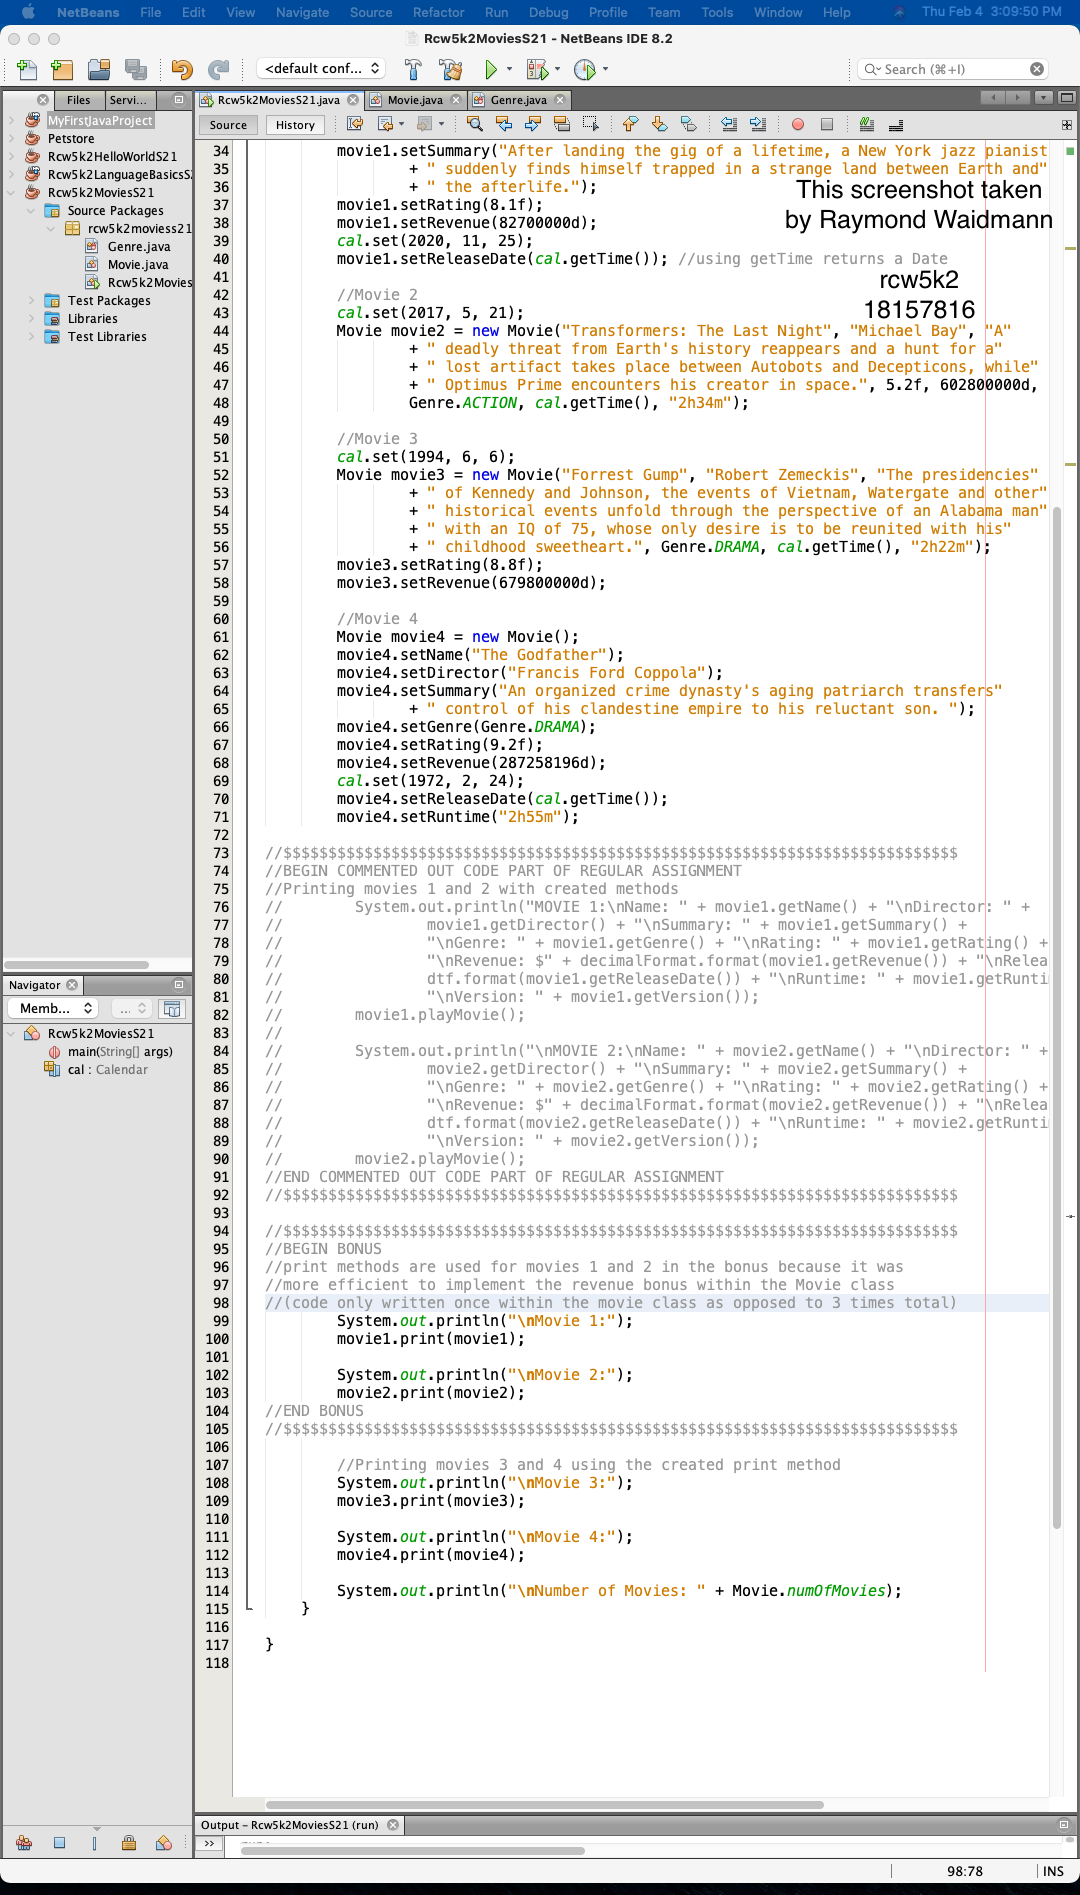 NetBeans File Edit View Navigate Source Refactor Run Debug Profile Team Tools Window Help Thu Feb 4 3:09:50 PM
Rcw5k2MoviesS21 - NetBeans IDE 8.2
<default conf... Search (⌘+I)
Files Servi... Rcw5k2MoviesS21.java Movie.java Genre.java
Source History
MyFirstJavaProject
Petstore
Rcw5k2HelloWorldS21
Rcw5k2LanguageBasicsS
Rcw5k2MoviesS21
Source Packages
rcw5k2moviess21
Genre.java
Movie.java
Rcw5k2Movies
Test Packages
Libraries
Test Libraries
34 movie1.setSummary("After landing the gig of a lifetime, a New York jazz pianist
35 + " suddenly finds himself trapped in a strange land between Earth and"
36 + " the afterlife.");
37 movie1.setRating(8.1f);
38 movie1.setRevenue(82700000d);
39 cal.set(2020, 11, 25);
40 movie1.setReleaseDate(cal.getTime()); //using getTime returns a Date
41
42 //Movie 2
43 cal.set(2017, 5, 21);
44 Movie movie2 = new Movie("Transformers: The Last Night", "Michael Bay", "A"
45 + " deadly threat from Earth's history reappears and a hunt for a"
46 + " lost artifact takes place between Autobots and Decepticons, while"
47 + " Optimus Prime encounters his creator in space.", 5.2f, 602800000d,
48 Genre.ACTION, cal.getTime(), "2h34m");
49
50 //Movie 3
51 cal.set(1994, 6, 6);
52 Movie movie3 = new Movie("Forrest Gump", "Robert Zemeckis", "The presidencies"
53 + " of Kennedy and Johnson, the events of Vietnam, Watergate and other"
54 + " historical events unfold through the perspective of an Alabama man"
55 + " with an IQ of 75, whose only desire is to be reunited with his"
56 + " childhood sweetheart.", Genre.DRAMA, cal.getTime(), "2h22m");
57 movie3.setRating(8.8f);
58 movie3.setRevenue(679800000d);
59
60 //Movie 4
61 Movie movie4 = new Movie();
62 movie4.setName("The Godfather");
63 movie4.setDirector("Francis Ford Coppola");
64 movie4.setSummary("An organized crime dynasty's aging patriarch transfers"
65 + " control of his clandestine empire to his reluctant son. ");
66 movie4.setGenre(Genre.DRAMA);
67 movie4.setRating(9.2f);
68 movie4.setRevenue(287258196d);
69 cal.set(1972, 2, 24);
70 movie4.setReleaseDate(cal.getTime());
71 movie4.setRuntime("2h55m");
72
73 //$$$$$$$$$$$$$$$$$$$$$$$$$$$$$$$$$$$$$$$$$$$$$$$$$$$$$$$$$$$$$$$$$$$$$$$$$$$
74 //BEGIN COMMENTED OUT CODE PART OF REGULAR ASSIGNMENT
75 //Printing movies 1 and 2 with created methods
76 // System.out.println("MOVIE 1:\nName: " + movie1.getName() + "\nDirector: " +
77 // movie1.getDirector() + "\nSummary: " + movie1.getSummary() +
78 // "\nGenre: " + movie1.getGenre() + "\nRating: " + movie1.getRating() +
79 // "\nRevenue: $" + decimalFormat.format(movie1.getRevenue()) + "\nRelea
80 // dtf.format(movie1.getReleaseDate()) + "\nRuntime: " + movie1.getRunti
81 // "\nVersion: " + movie1.getVersion());
82 // movie1.playMovie();
83 //
84 // System.out.println("\nMOVIE 2:\nName: " + movie2.getName() + "\nDirector: " +
85 // movie2.getDirector() + "\nSummary: " + movie2.getSummary() +
86 // "\nGenre: " + movie2.getGenre() + "\nRating: " + movie2.getRating() +
87 // "\nRevenue: $" + decimalFormat.format(movie2.getRevenue()) + "\nRelea
88 // dtf.format(movie2.getReleaseDate()) + "\nRuntime: " + movie2.getRunti
89 // "\nVersion: " + movie2.getVersion());
90 // movie2.playMovie();
91 //END COMMENTED OUT CODE PART OF REGULAR ASSIGNMENT
92 //$$$$$$$$$$$$$$$$$$$$$$$$$$$$$$$$$$$$$$$$$$$$$$$$$$$$$$$$$$$$$$$$$$$$$$$$$$$
93
94 //$$$$$$$$$$$$$$$$$$$$$$$$$$$$$$$$$$$$$$$$$$$$$$$$$$$$$$$$$$$$$$$$$$$$$$$$$$$
95 //BEGIN BONUS
96 //print methods are used for movies 1 and 2 in the bonus because it was
97 //more efficient to implement the revenue bonus within the Movie class
98 //(code only written once within the movie class as opposed to 3 times total)
99 System.out.println("\nMovie 1:");
100 movie1.print(movie1);
101
102 System.out.println("\nMovie 2:");
103 movie2.print(movie2);
104 //END BONUS
105 //$$$$$$$$$$$$$$$$$$$$$$$$$$$$$$$$$$$$$$$$$$$$$$$$$$$$$$$$$$$$$$$$$$$$$$$$$$$
106
107 //Printing movies 3 and 4 using the created print method
108 System.out.println("\nMovie 3:");
109 movie3.print(movie3);
110
111 System.out.println("\nMovie 4:");
112 movie4.print(movie4);
113
114 System.out.println("\nNumber of Movies: " + Movie.numOfMovies);
115 }
116
117 }
118
This screenshot taken
by Raymond Waidmann
rcw5k2
18157816
Navigator
Memb... ...
Rcw5k2MoviesS21
main(String[] args)
cal : Calendar
Output - Rcw5k2MoviesS21 (run)
98:78 INS